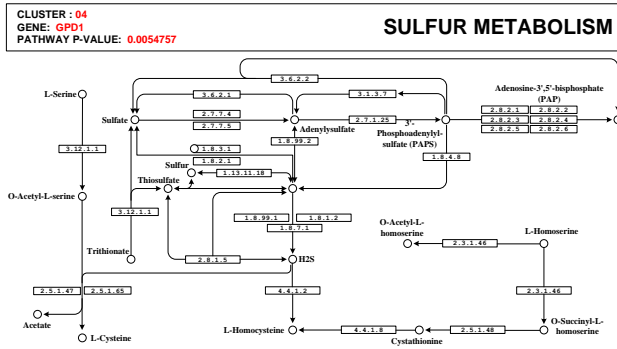 CLUSTER : 04
GENE: GPD1
PATHWAY P-VALUE: 0.0054757
SULFUR METABOLISM
3.6.2.2
L-Serine
3.6.2.1
3.1.3.7
Adenosine-3',5'-bisphosphate
(PAP)
2.7.7.4
2.7.7.5
Sulfate
Adenylysulfate
2.7.1.25
3'-
Phosphoadenylyl-
sulfate (PAPS)
2.8.2.1
2.8.2.2
2.8.2.3
2.8.2.4
2.8.2.5
2.8.2.6
1.8.99.2
3.12.1.1
1.8.3.1
1.8.2.1
1.8.4.8
Sulfur
1.13.11.18
Thiosulfate
O-Acetyl-L-serine
3.12.1.1
1.8.99.1
1.8.1.2
1.8.7.1
O-Acetyl-L-
homoserine
L-Homoserine
2.3.1.46
Trithionate
2.8.1.5
H2S
2.5.1.47
2.5.1.65
4.4.1.2
2.3.1.46
Acetate
L-Cysteine
L-Homocysteine
4.4.1.8
Cystathionine
2.5.1.48
O-Succinyl-L-
homoserine